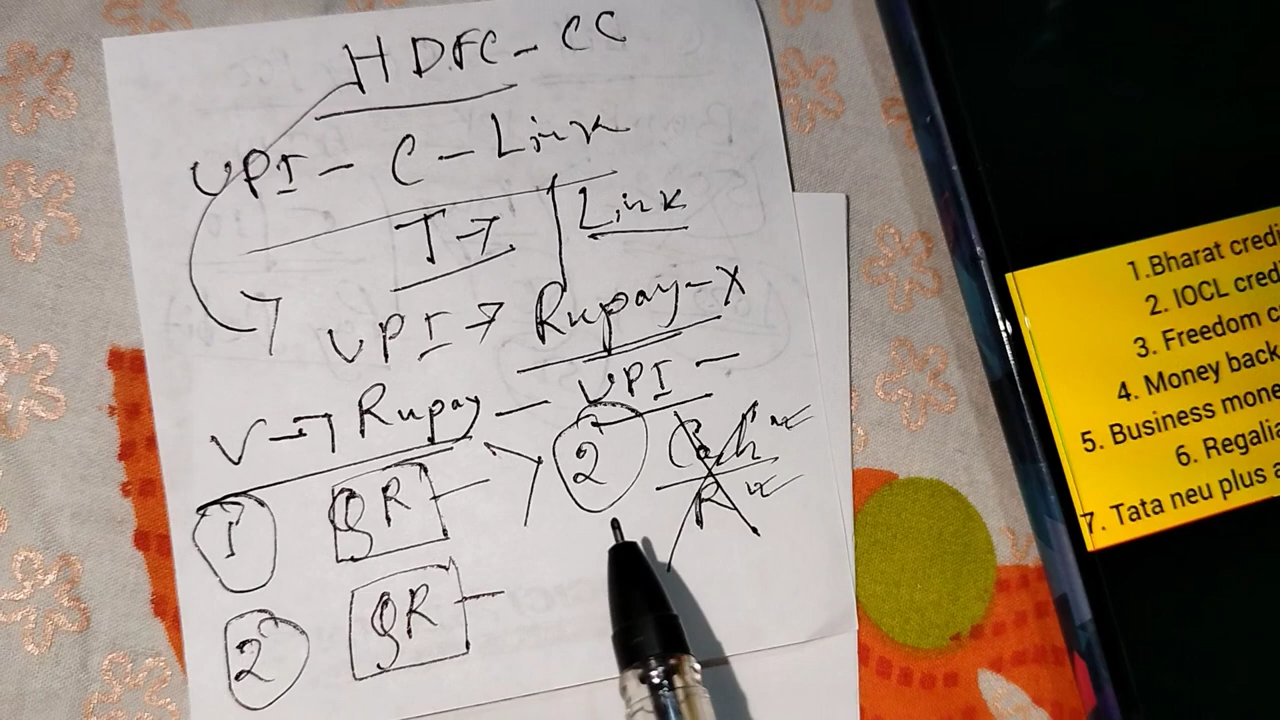 HDFC - CC
UPI - C - Link
T → Link
UPI → Rupay - X
V → Rupay - UPI -
1 QR 2 Cash
R
2 QR
1.Bharat credi
2. IOCL cred
3. Freedom c
4. Money back
5. Business mone
6. Regalia
7. Tata neu plus a